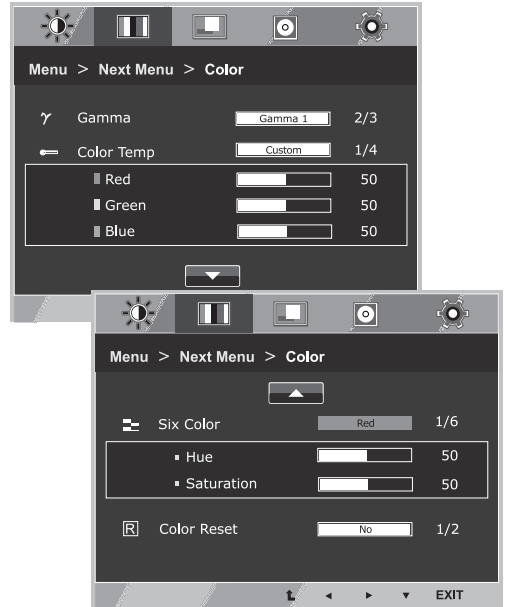 Menu > Next Menu > Color
γ Gamma Gamma 1 2/3
Color Temp Custom 1/4
Red 50
Green 50
Blue 50
Menu > Next Menu > Color
Six Color Red 1/6
Hue 50
Saturation 50
R Color Reset No 1/2
EXIT